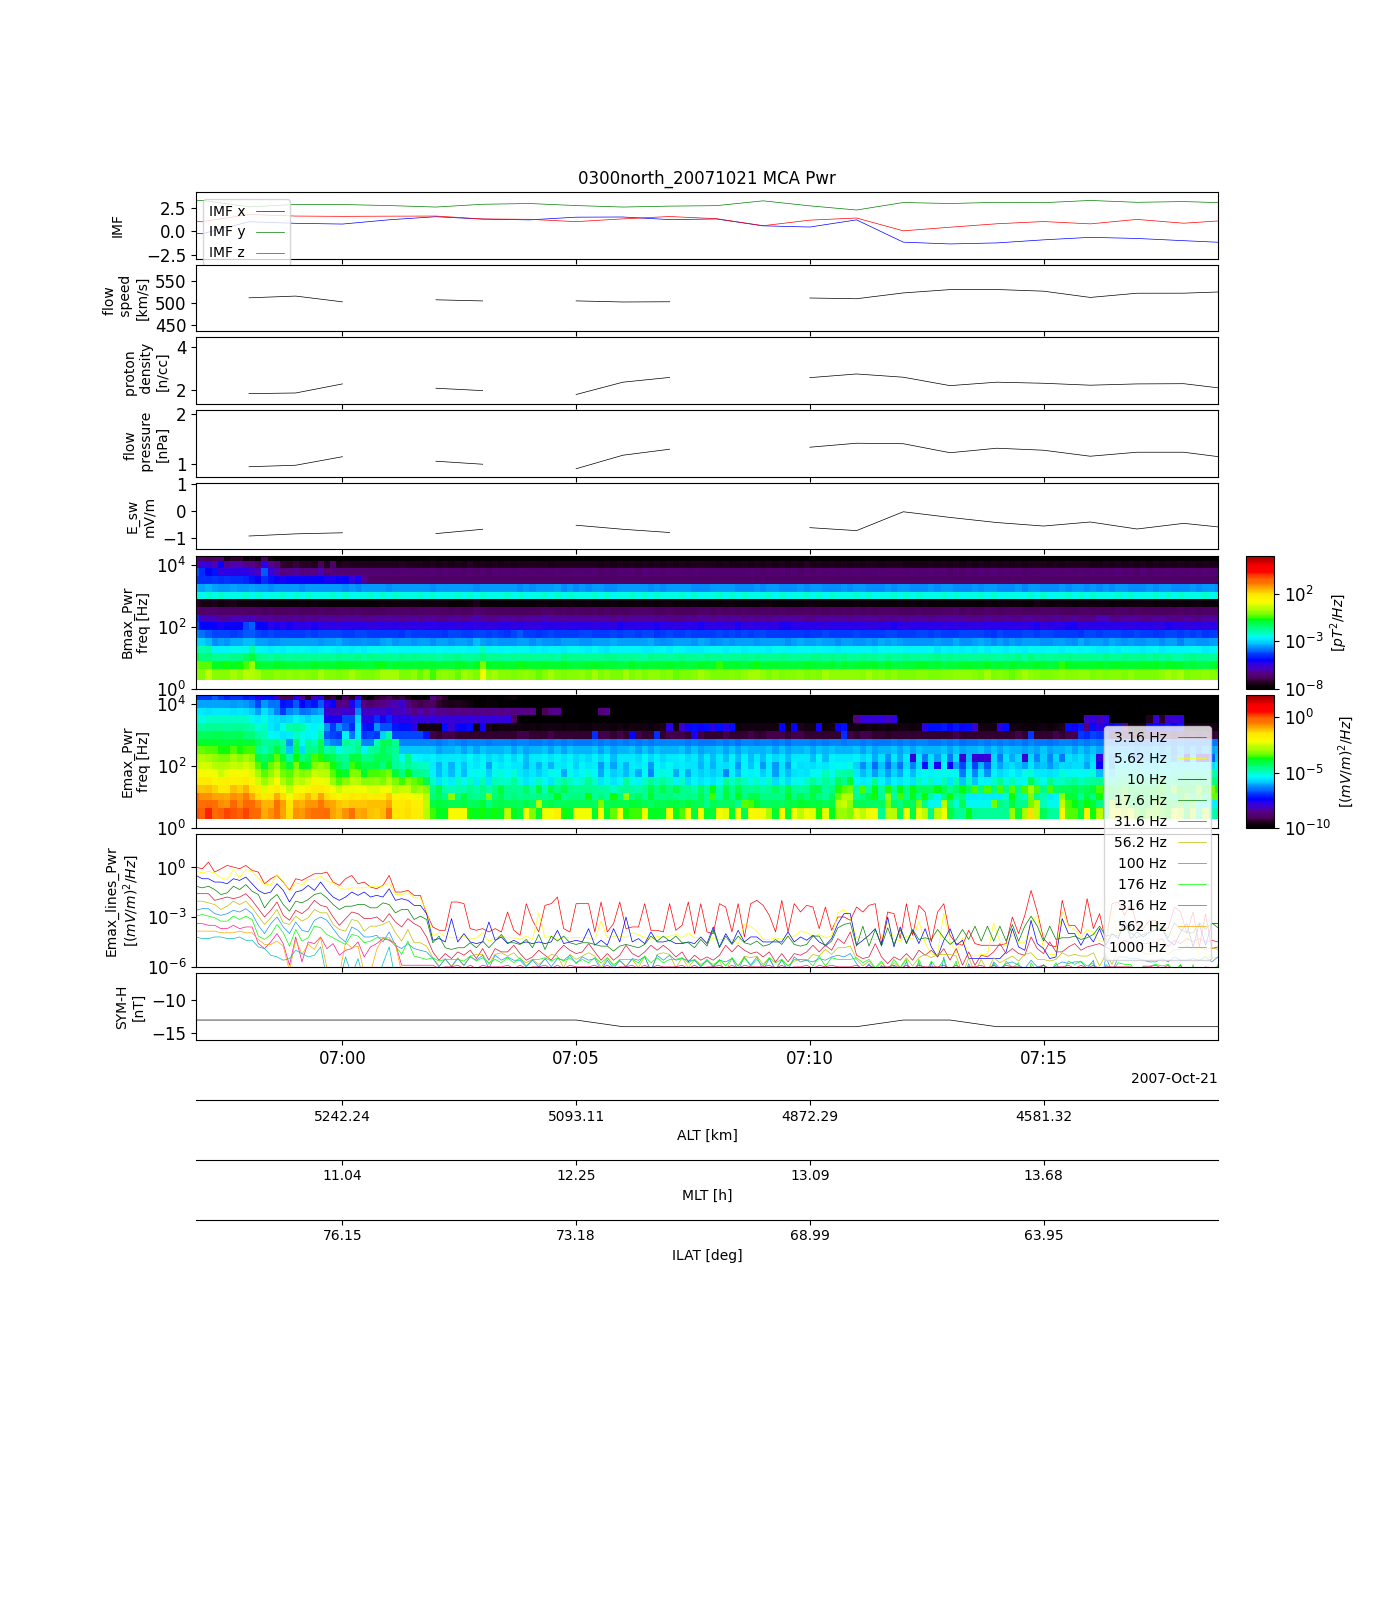 0300north_20071021 MCA Pwr
IMF
2.5
0.0
−2.5
IMF x
IMF y
IMF z
flow
speed
[km/s]
550
500
450
proton
density
[n/cc]
4
2
flow
pressure
[nPa]
2
1
E_sw
mV/m
1
0
−1
Bmax_Pwr
freq [Hz]
10^4
10^2
10^0
10^2
10^−3
10^−8
[pT^2/Hz]
Emax_Pwr
freq [Hz]
10^4
10^2
10^0
10^0
10^−5
10^−10
[(mV/m)^2/Hz]
3.16 Hz
5.62 Hz
10 Hz
17.6 Hz
31.6 Hz
56.2 Hz
100 Hz
176 Hz
316 Hz
562 Hz
1000 Hz
Emax_lines_Pwr
[(mV/m)^2/Hz]
10^0
10^−3
10^−6
SYM-H
[nT]
−10
−15
07:00 07:05 07:10 07:15
2007-Oct-21
5242.24 5093.11 4872.29 4581.32
ALT [km]
11.04 12.25 13.09 13.68
MLT [h]
76.15 73.18 68.99 63.95
ILAT [deg]